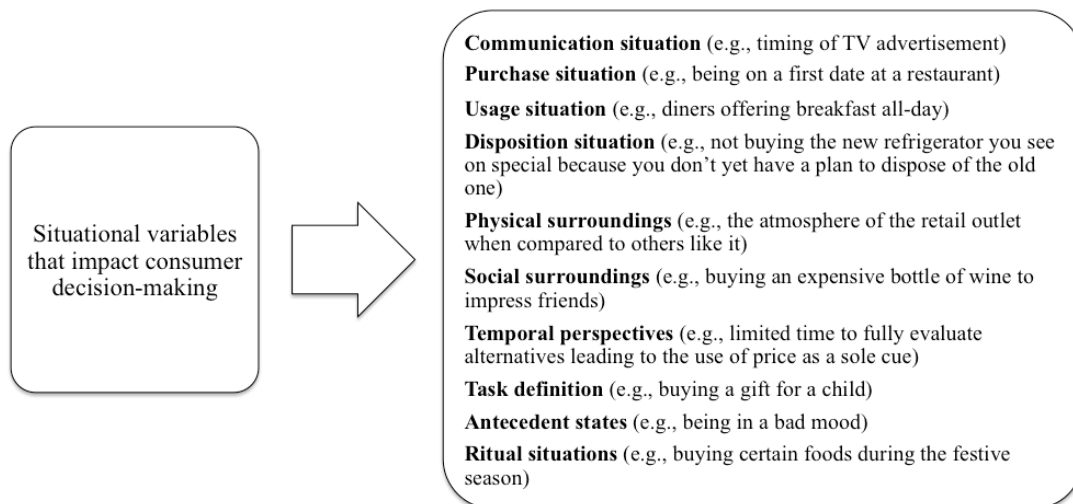 Situational variables
that impact consumer
decision-making
Communication situation (e.g., timing of TV advertisement)
Purchase situation (e.g., being on a first date at a restaurant)
Usage situation (e.g., diners offering breakfast all-day)
Disposition situation (e.g., not buying the new refrigerator you see
on special because you don’t yet have a plan to dispose of the old
one)
Physical surroundings (e.g., the atmosphere of the retail outlet
when compared to others like it)
Social surroundings (e.g., buying an expensive bottle of wine to
impress friends)
Temporal perspectives (e.g., limited time to fully evaluate
alternatives leading to the use of price as a sole cue)
Task definition (e.g., buying a gift for a child)
Antecedent states (e.g., being in a bad mood)
Ritual situations (e.g., buying certain foods during the festive
season)